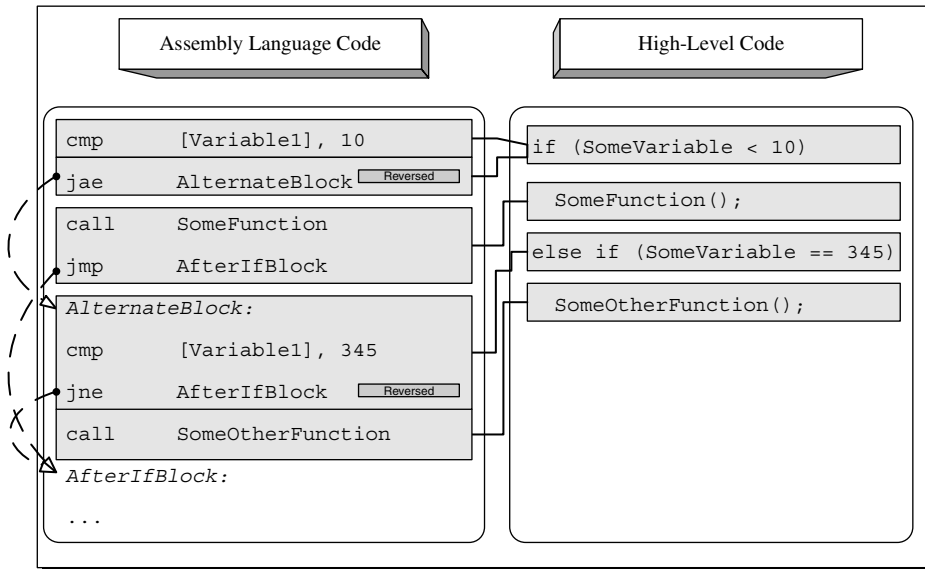 Assembly Language Code
cmp [Variable1], 10
jae AlternateBlock Reversed
call SomeFunction
jmp AfterIfBlock
AlternateBlock:
cmp [Variable1], 345
jne AfterIfBlock Reversed
call SomeOtherFunction
AfterIfBlock:
...
High-Level Code
if (SomeVariable < 10)
SomeFunction();
else if (SomeVariable == 345)
SomeOtherFunction();